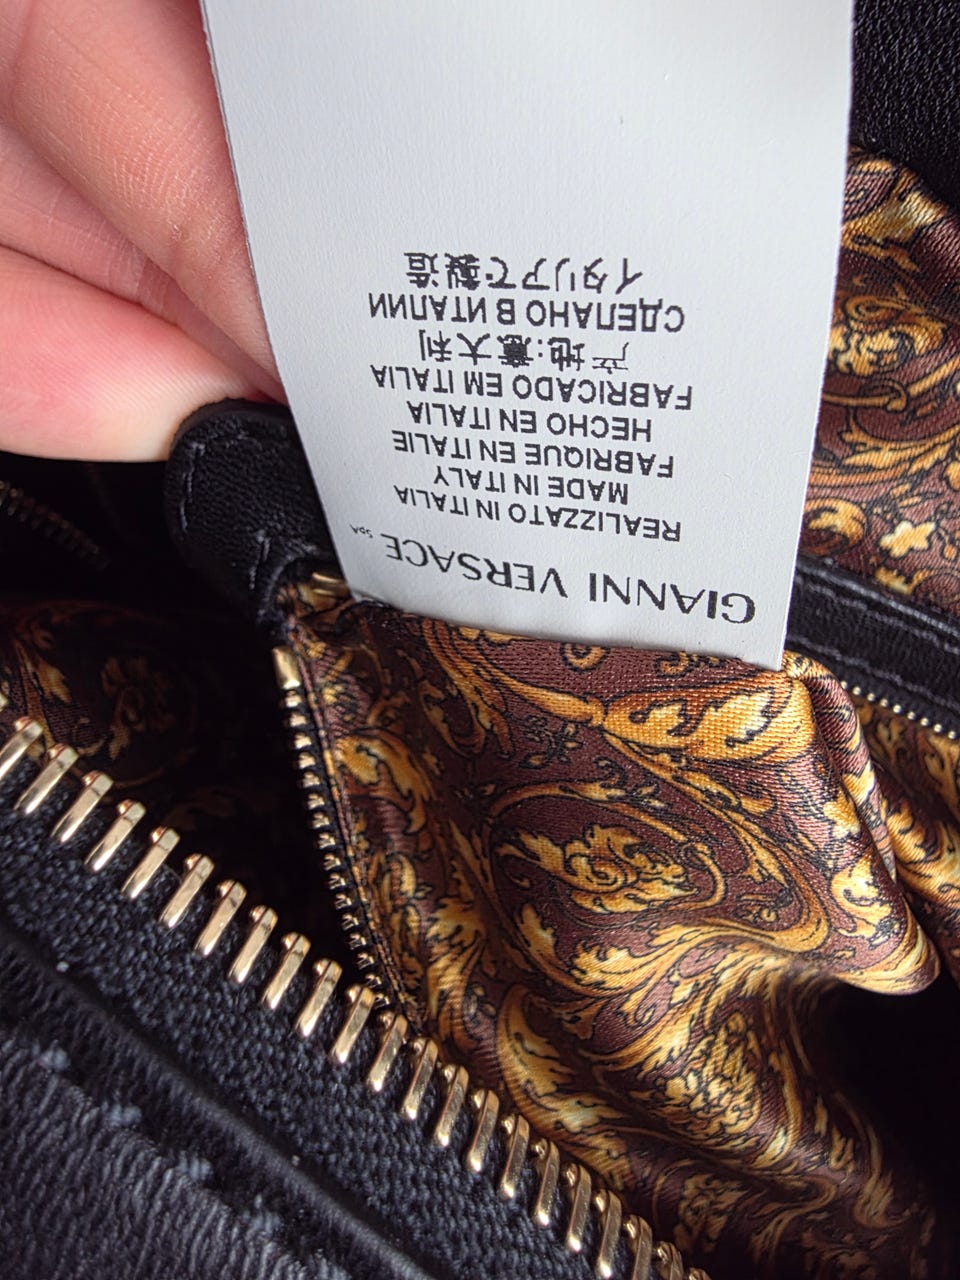 GIANNI VERSACE SpA
REALIZZATO IN ITALIA
MADE IN ITALY
FABRIQUE EN ITALIE
HECHO EN ITALIA
FABRICADO EM ITALIA
产地:意大利
СДЕЛАНО В ИТАЛИИ
イタリアで製造